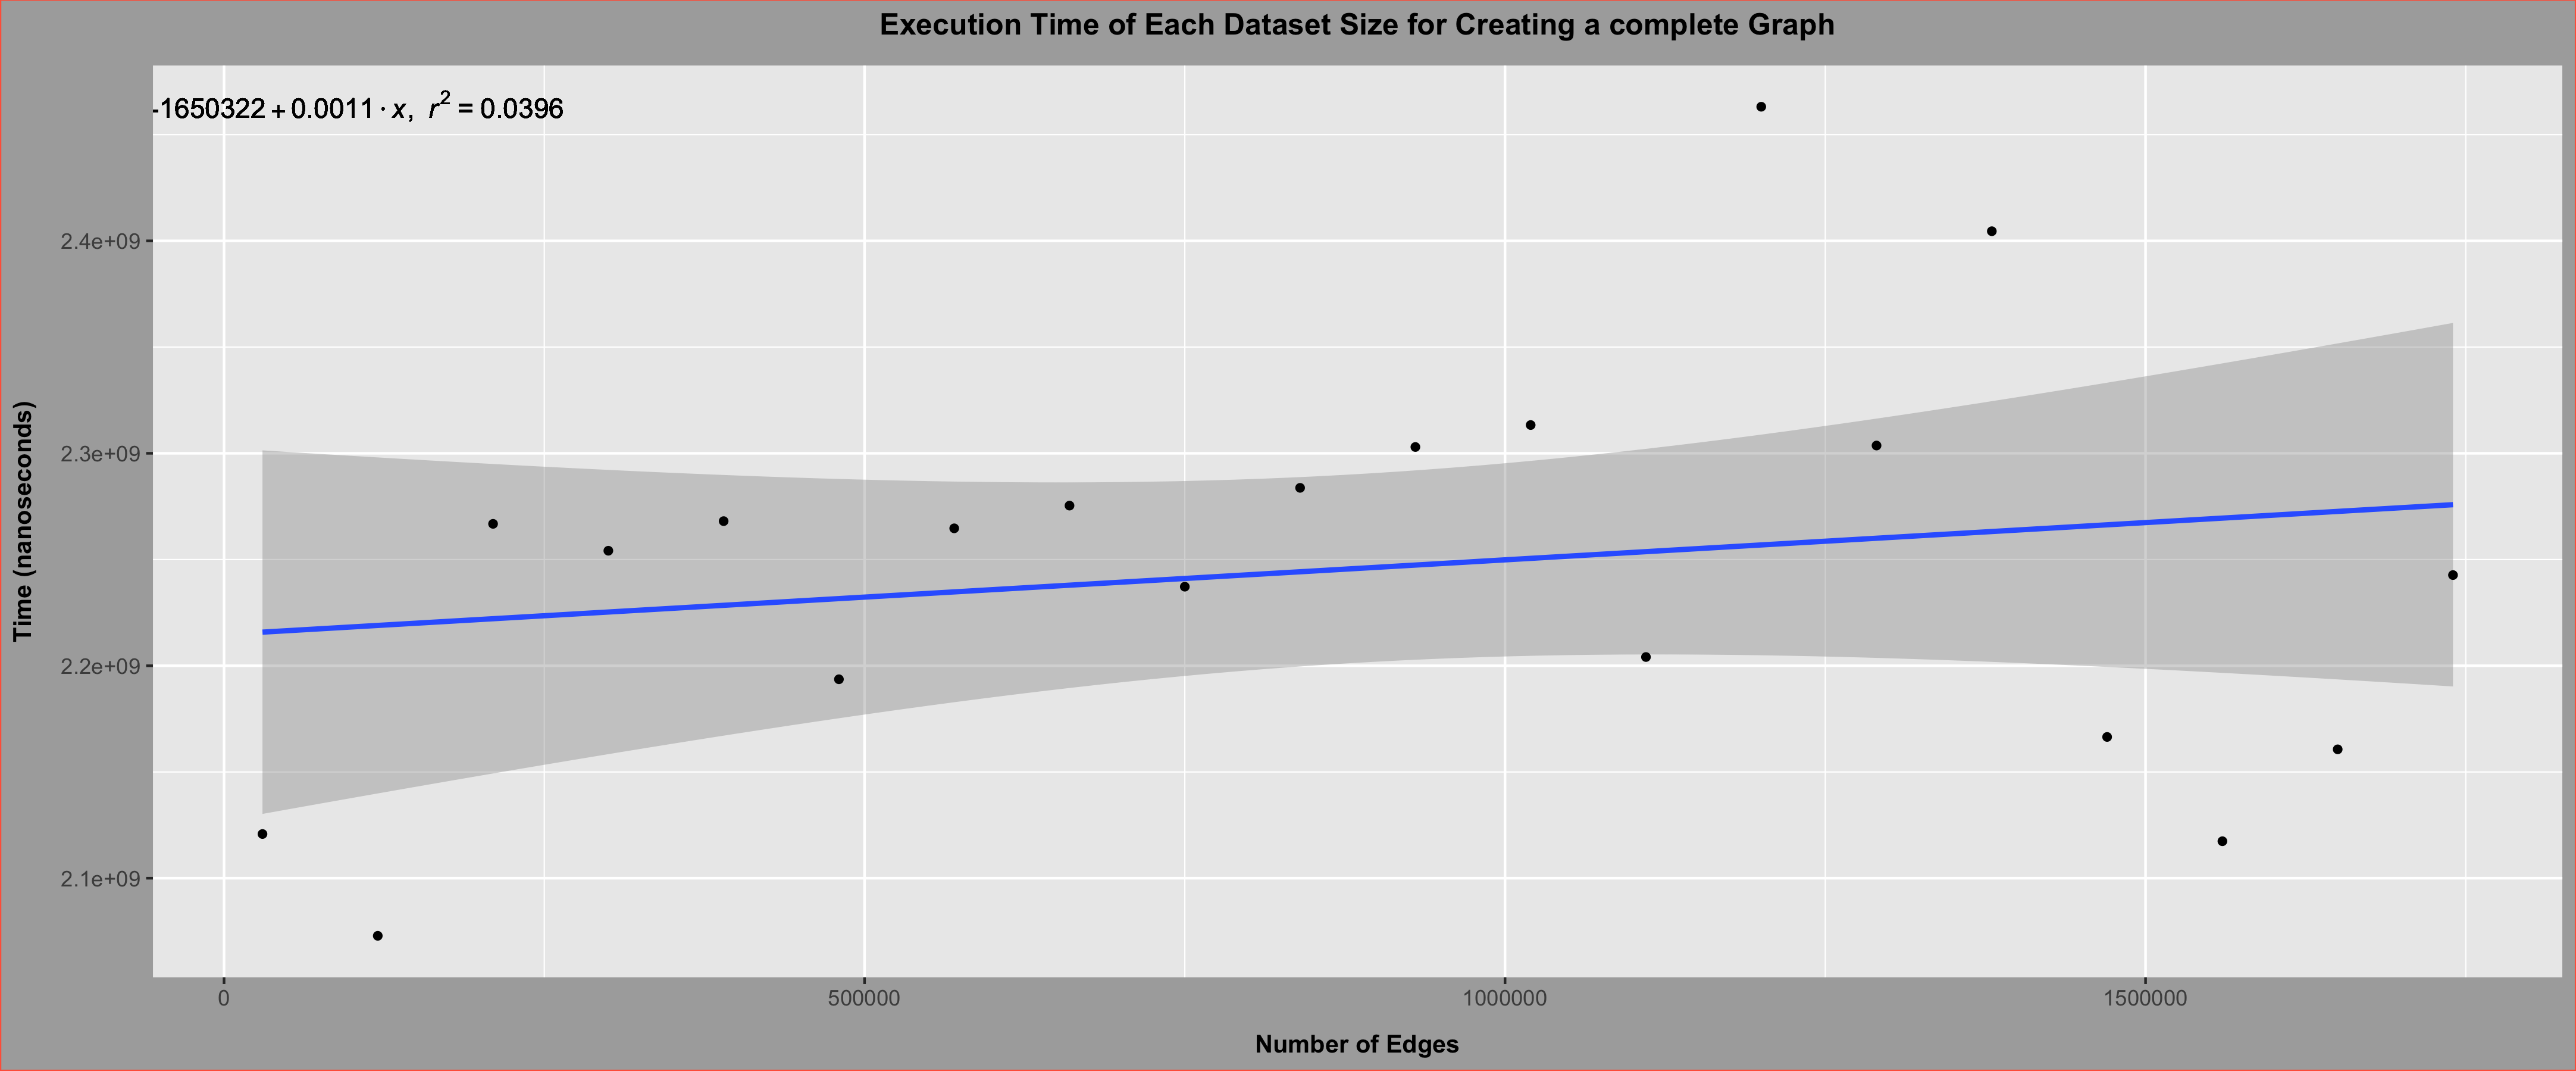 Execution Time of Each Dataset Size for Creating a complete Graph
-1650322 + 0.0011 · x, r² = 0.0396
2.4e+09
2.3e+09
2.2e+09
2.1e+09
Time (nanoseconds)
0 500000 1000000 1500000
Number of Edges